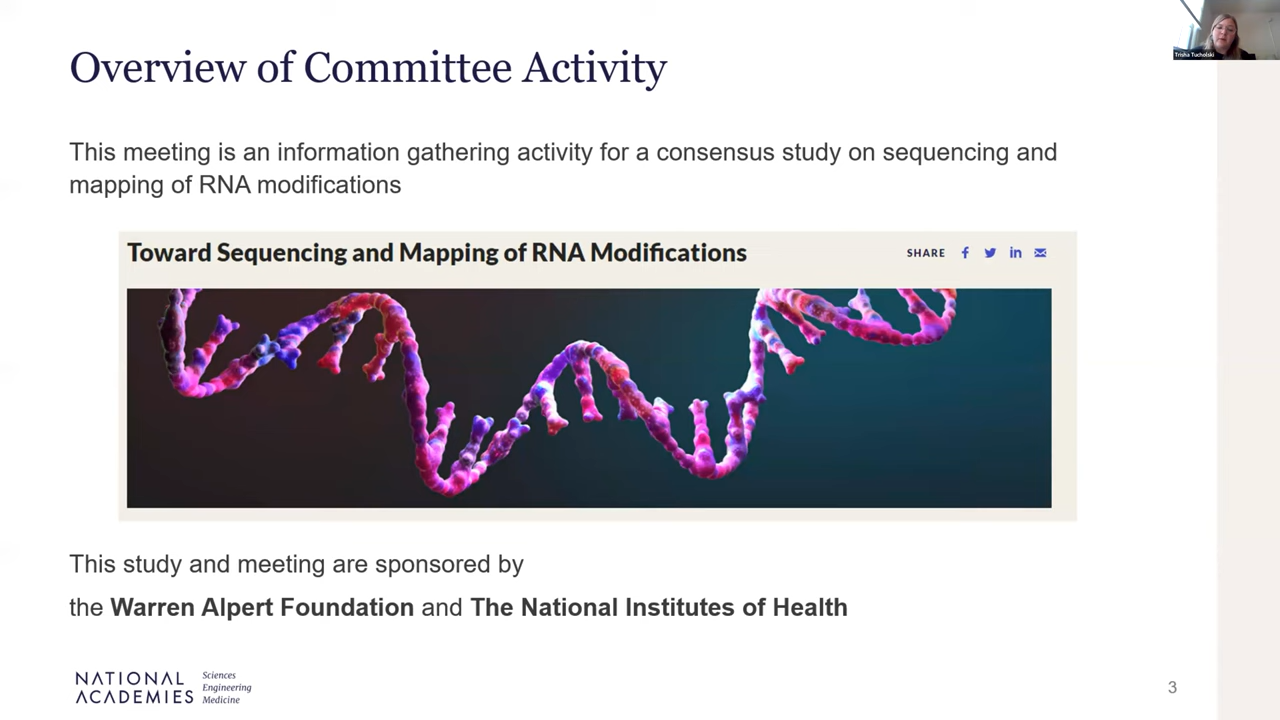 Overview of Committee Activity
Trisha Tucholski
This meeting is an information gathering activity for a consensus study on sequencing and
mapping of RNA modifications
Toward Sequencing and Mapping of RNA Modifications
SHARE
This study and meeting are sponsored by
the Warren Alpert Foundation and The National Institutes of Health
NATIONAL
ACADEMIES
Sciences
Engineering
Medicine
3